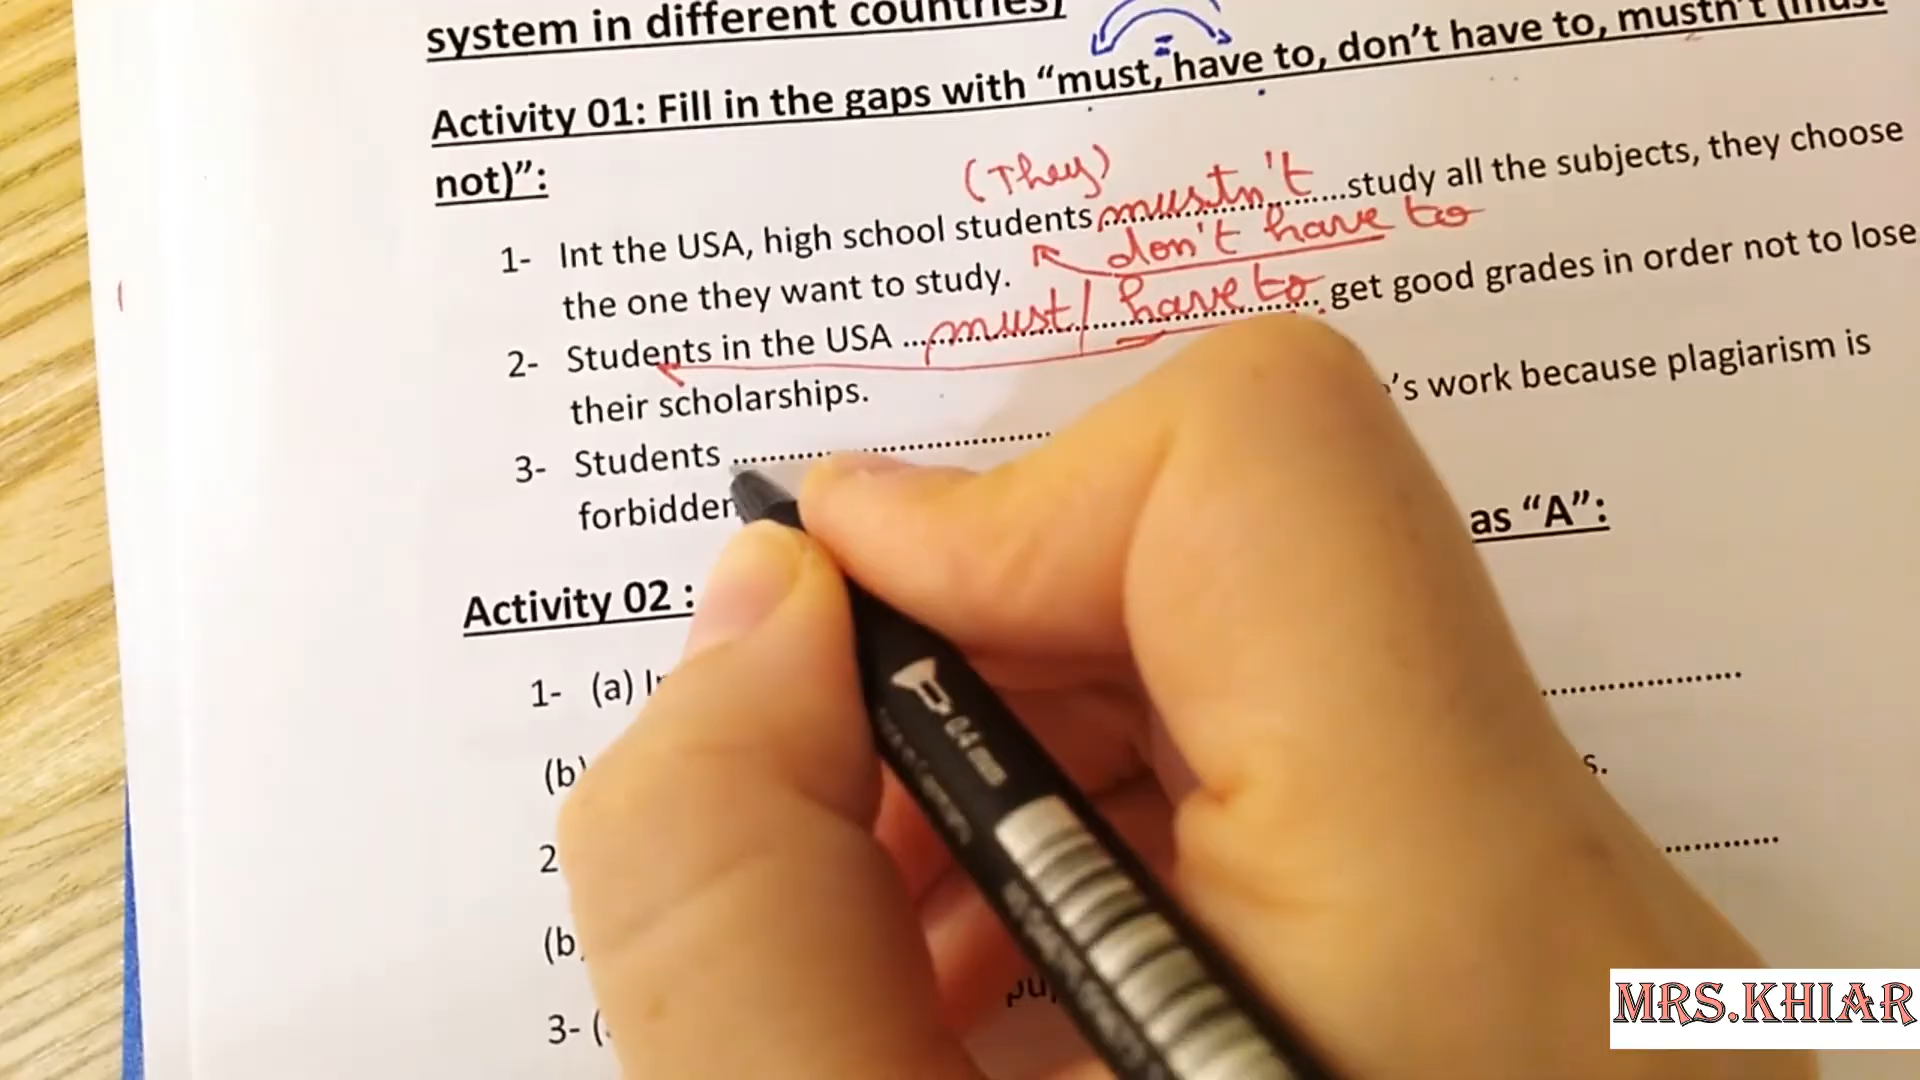 system in different countries)
Activity 01: Fill in the gaps with “must, have to, don’t have to, mustn’t (must
not)”:
(They)
1- Int the USA, high school students mustn't study all the subjects, they choose
don't have to
the one they want to study.
2- Students in the USA must / have to get good grades in order not to lose
their scholarships.
3- Students ’s work because plagiarism is
forbidden
as “A”:
Activity 02 :
1- (a)
(b)
s.
2
(b
3- (
0.4 mm
MRS.KHIAR